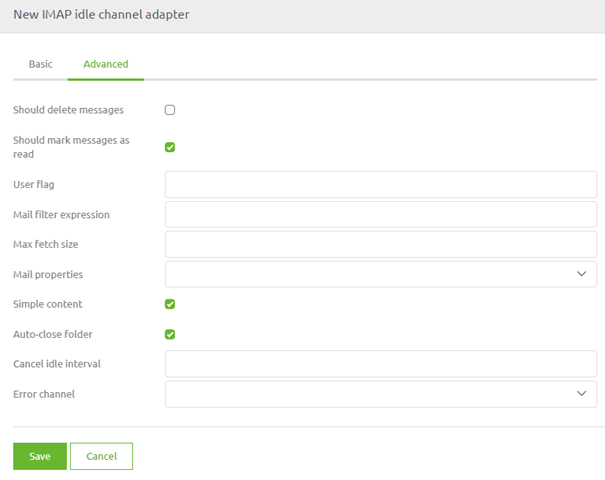 New IMAP idle channel adapter
Basic
Advanced
Should delete messages
Should mark messages as
read
User flag
Mail filter expression
Max fetch size
Mail properties
Simple content
Auto-close folder
Cancel idle interval
Error channel
Save
Cancel